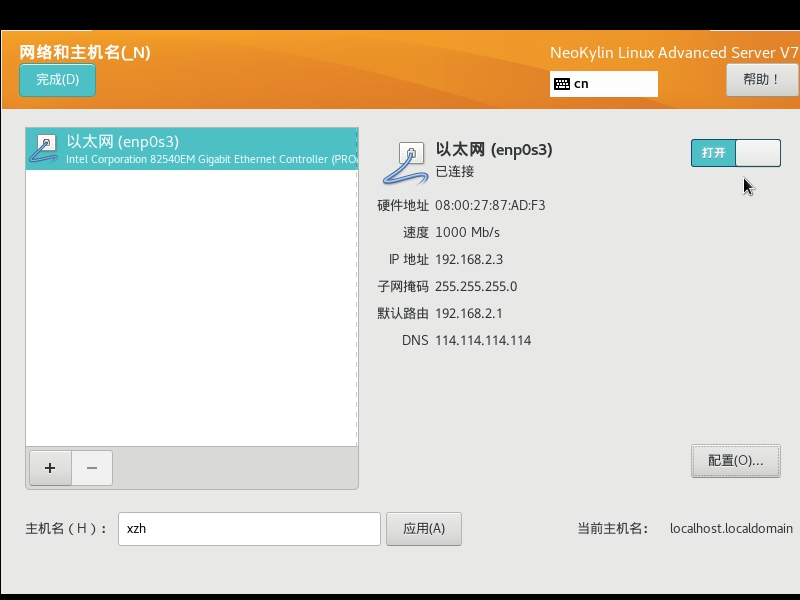 网络和主机名(_N)
NeoKylin Linux Advanced Server V7
完成(D)
cn
帮助！
以太网 (enp0s3)
Intel Corporation 82540EM Gigabit Ethernet Controller (PRO
以太网 (enp0s3)
已连接
打开
硬件地址 08:00:27:87:AD:F3
速度 1000 Mb/s
IP 地址 192.168.2.3
子网掩码 255.255.255.0
默认路由 192.168.2.1
DNS 114.114.114.114
+
−
配置(O)...
主机名（H）：
xzh
应用(A)
当前主机名：
localhost.localdomain